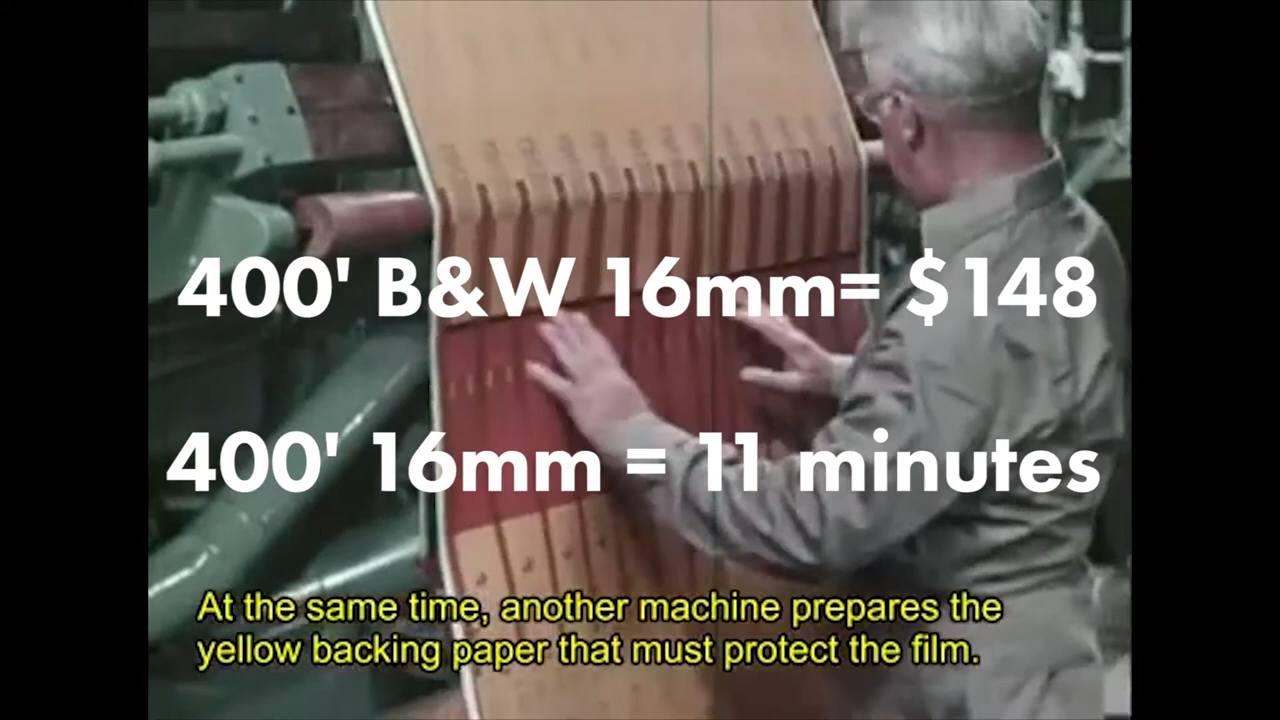 400' B&W 16mm= $148
400' 16mm = 11 minutes
At the same time, another machine prepares the
yellow backing paper that must protect the film.